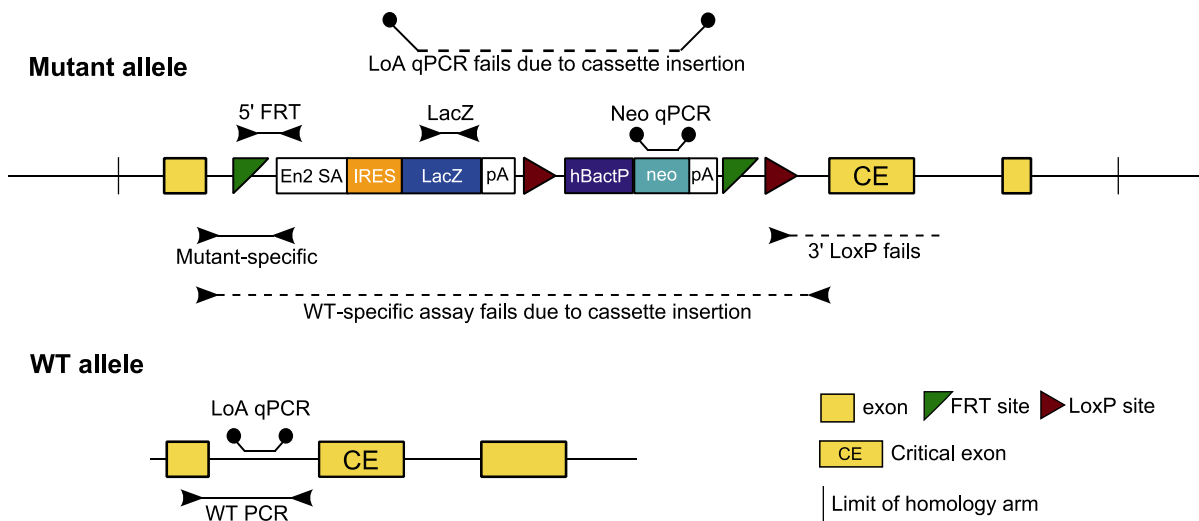 LoA qPCR fails due to cassette insertion
Mutant allele
5' FRT
LacZ
Neo qPCR
En2 SA
IRES
LacZ
pA
hBactP
neo
pA
CE
Mutant-specific
3' LoxP fails
WT-specific assay fails due to cassette insertion
WT allele
LoA qPCR
CE
WT PCR
exon
FRT site
LoxP site
CE
Critical exon
Limit of homology arm